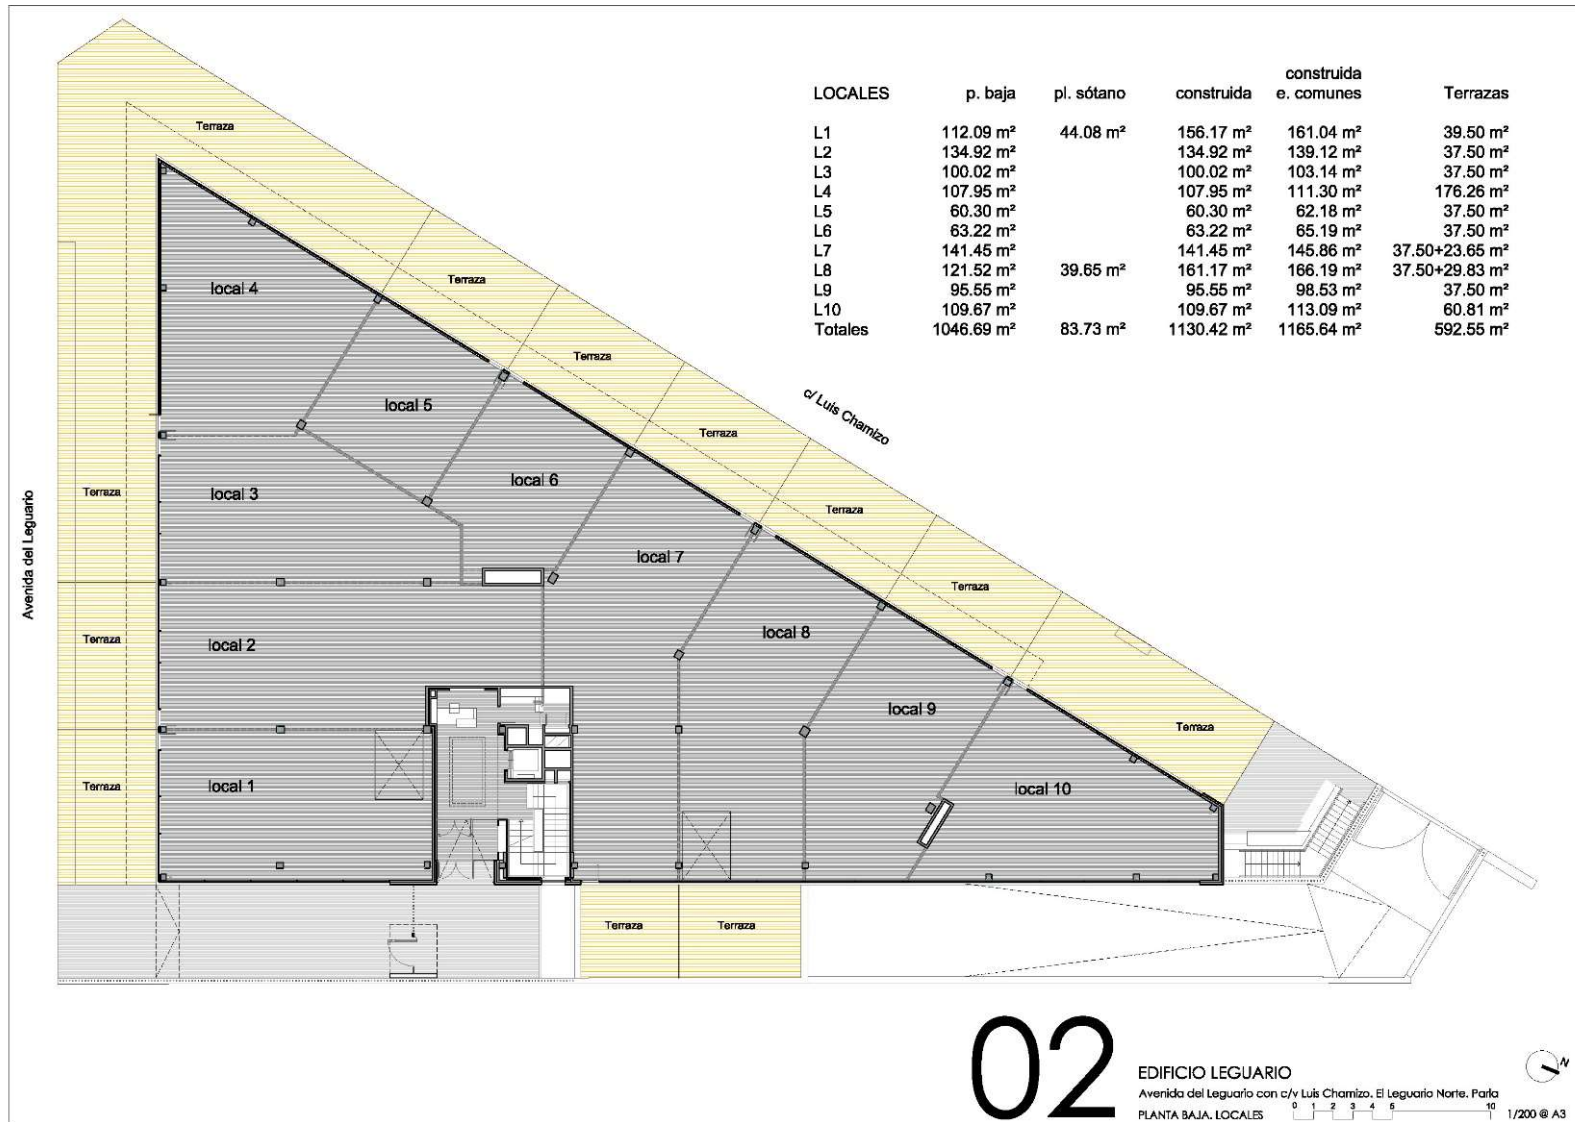 construida
LOCALES p. baja pl. sótano construida e. comunes Terrazas
L1 112.09 m² 44.08 m² 156.17 m² 161.04 m² 39.50 m²
L2 134.92 m² 134.92 m² 139.12 m² 37.50 m²
L3 100.02 m² 100.02 m² 103.14 m² 37.50 m²
L4 107.95 m² 107.95 m² 111.30 m² 176.26 m²
L5 60.30 m² 60.30 m² 62.18 m² 37.50 m²
L6 63.22 m² 63.22 m² 65.19 m² 37.50 m²
L7 141.45 m² 141.45 m² 145.86 m² 37.50+23.65 m²
L8 121.52 m² 39.65 m² 161.17 m² 166.19 m² 37.50+29.83 m²
L9 95.55 m² 95.55 m² 98.53 m² 37.50 m²
L10 109.67 m² 109.67 m² 113.09 m² 60.81 m²
Totales 1046.69 m² 83.73 m² 1130.42 m² 1165.64 m² 592.55 m²
Terraza
Terraza
local 4
Terraza
local 5
c/ Luis Chamizo
Terraza
local 6
Terraza
local 3
Terraza
Avenida del Leguario
local 7
Terraza
Terraza
local 2
local 8
local 9
Terraza
Terraza
local 1
local 10
Terraza
Terraza
02
EDIFICIO LEGUARIO
N
Avenida del Leguario con c/v Luis Chamizo. El Leguario Norte. Parla
PLANTA BAJA. LOCALES
0 1 2 3 4 5 10
1/200 @ A3